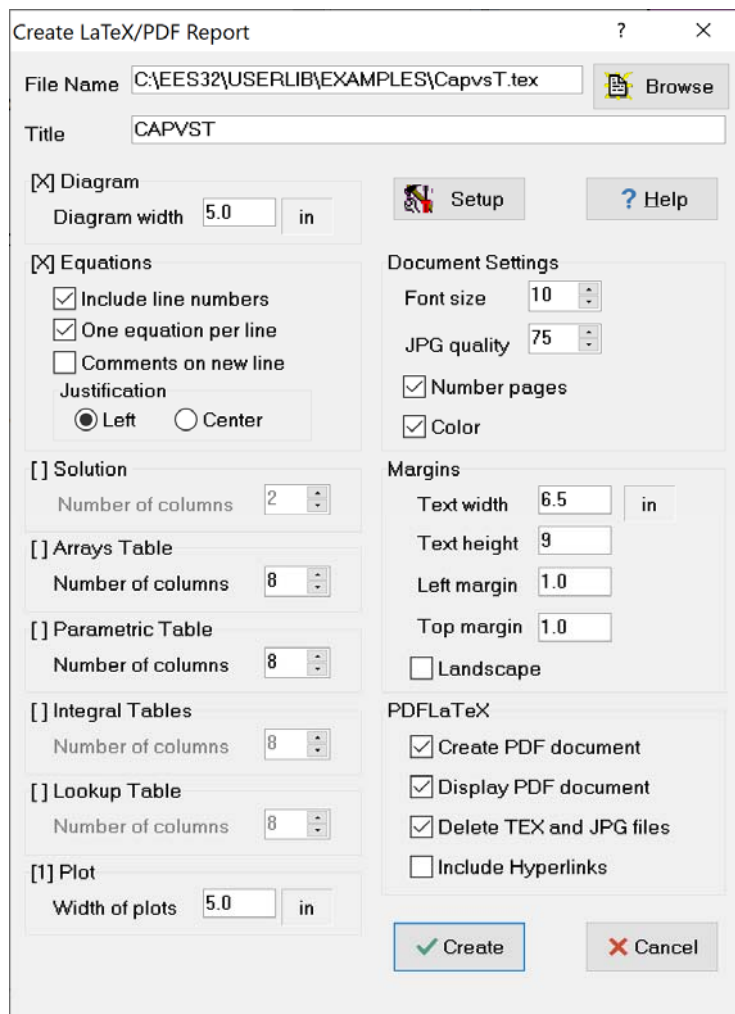 Create LaTeX/PDF Report ? ×
File Name C:\EES32\USERLIB\EXAMPLES\CapvsT.tex Browse
Title CAPVST
[X] Diagram
Diagram width 5.0 in
Setup
? Help
[X] Equations
Include line numbers
One equation per line
Comments on new line
Justification
Left Center
[ ] Solution
Number of columns 2
[ ] Arrays Table
Number of columns 8
[ ] Parametric Table
Number of columns 8
[ ] Integral Tables
Number of columns 8
[ ] Lookup Table
Number of columns 8
[1] Plot
Width of plots 5.0 in
Document Settings
Font size 10
JPG quality 75
Number pages
Color
Margins
Text width 6.5 in
Text height 9
Left margin 1.0
Top margin 1.0
Landscape
PDFLaTeX
Create PDF document
Display PDF document
Delete TEX and JPG files
Include Hyperlinks
Create
Cancel